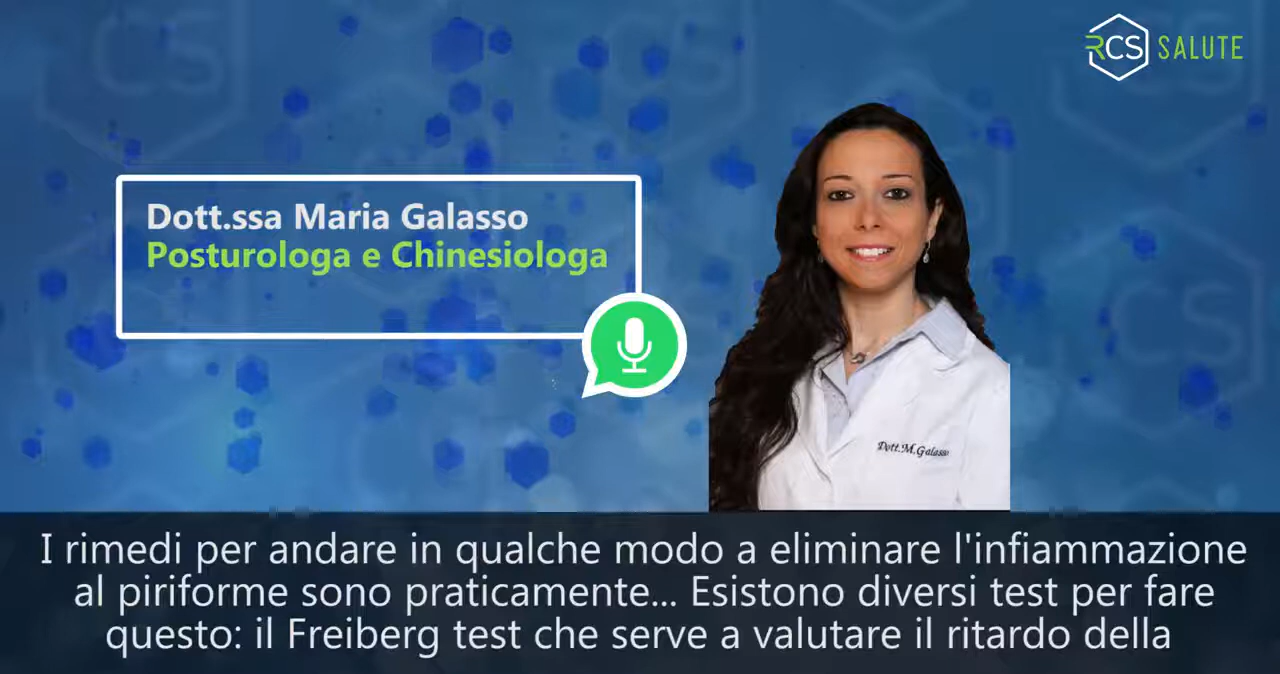 RCS SALUTE
Dott.ssa Maria Galasso
Posturologa e Chinesiologa
Dott.M.Galasso
I rimedi per andare in qualche modo a eliminare l'infiammazione
al piriforme sono praticamente... Esistono diversi test per fare
questo: il Freiberg test che serve a valutare il ritardo della